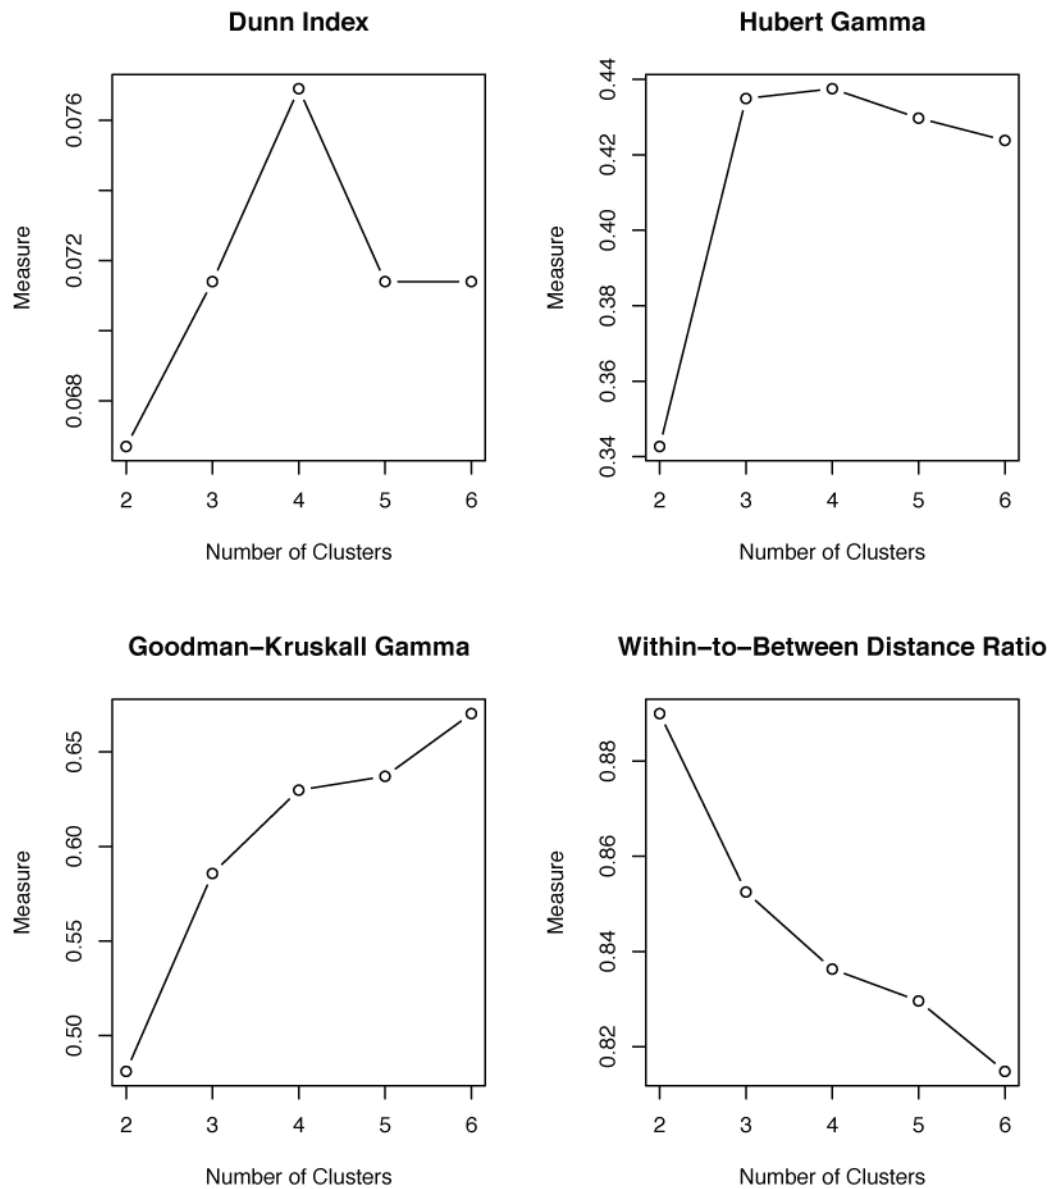 Dunn Index
Measure
0.068
0.072
0.076
2 3 4 5 6
Number of Clusters
Hubert Gamma
Measure
0.34
0.36
0.38
0.40
0.42
0.44
2 3 4 5 6
Number of Clusters
Goodman–Kruskall Gamma
Measure
0.50
0.55
0.60
0.65
2 3 4 5 6
Number of Clusters
Within–to–Between Distance Ratio
Measure
0.82
0.84
0.86
0.88
2 3 4 5 6
Number of Clusters